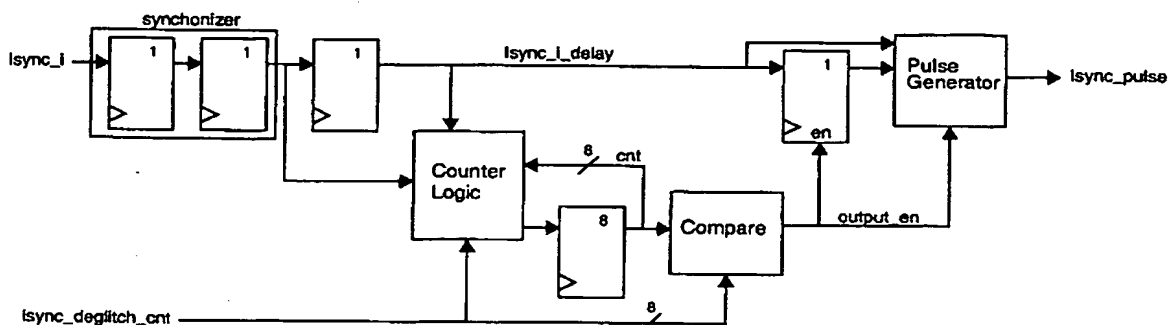 synchonizer
1
1
1
lsync_i
lsync_i_delay
1
en
Pulse
Generator
lsync_pulse
8
cnt
Counter
Logic
8
Compare
output_en
lsync_deglitch_cnt
8